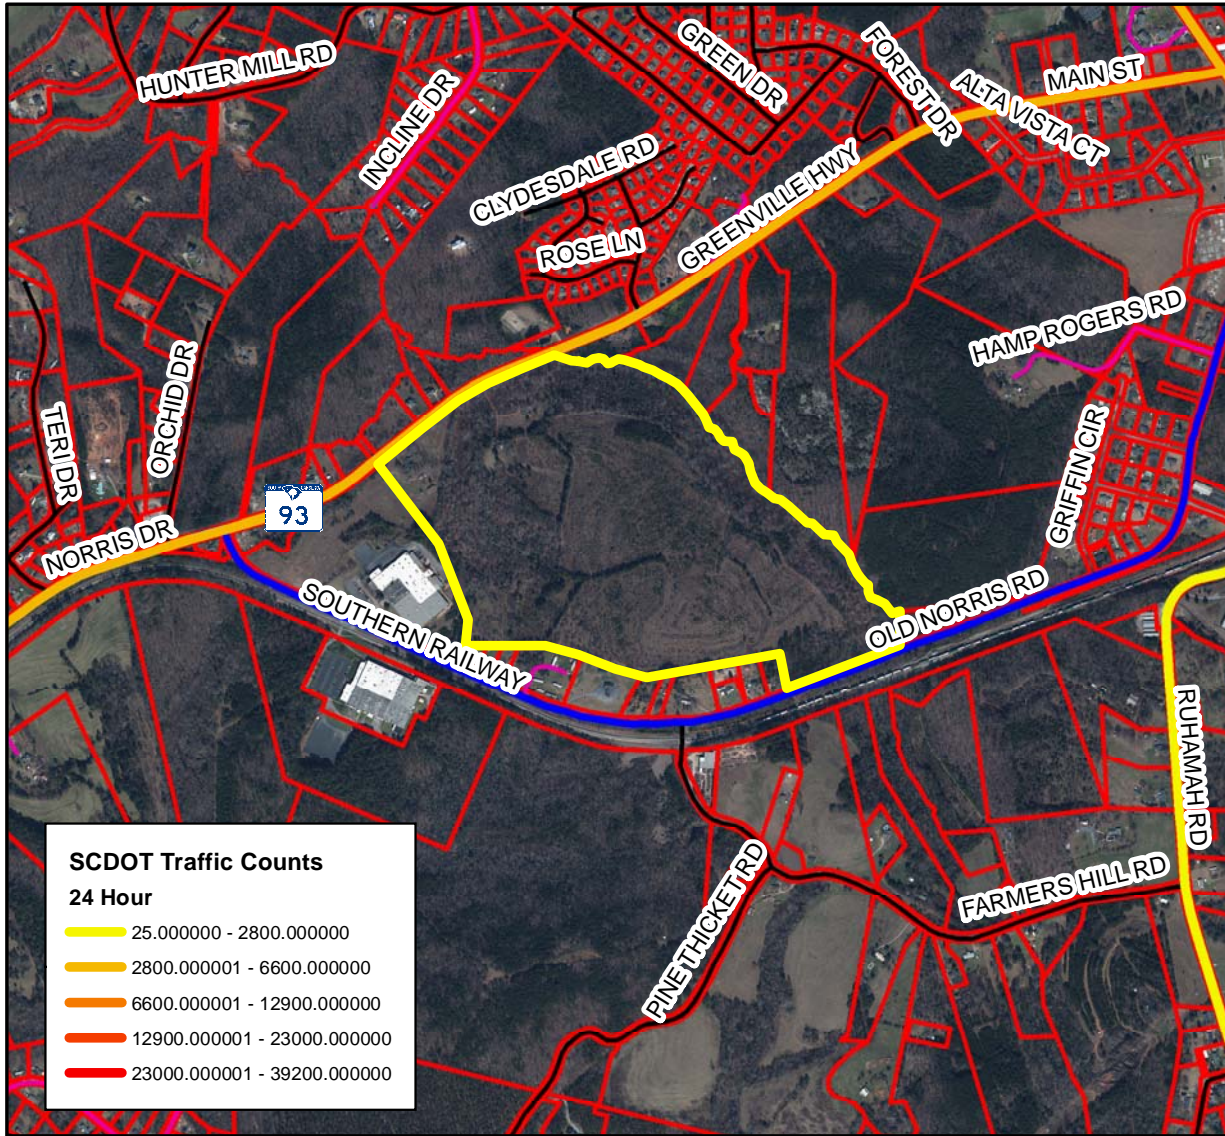 HUNTER MILL RD
INCLINE DR
GREEN DR
FOREST DR
MAIN ST
ALTA VISTA CT
CLYDESDALE RD
GREENVILLE HWY
ROSE LN
HAMP ROGERS RD
TERI DR
ORCHID DR
GRIFFIN CIR
93
NORRIS DR
SOUTHERN RAILWAY
OLD NORRIS RD
RUHAMAH RD
PINE THICKET RD
FARMERS HILL RD
SCDOT Traffic Counts
24 Hour
25.000000 - 2800.000000
2800.000001 - 6600.000000
6600.000001 - 12900.000000
12900.000001 - 23000.000000
23000.000001 - 39200.000000